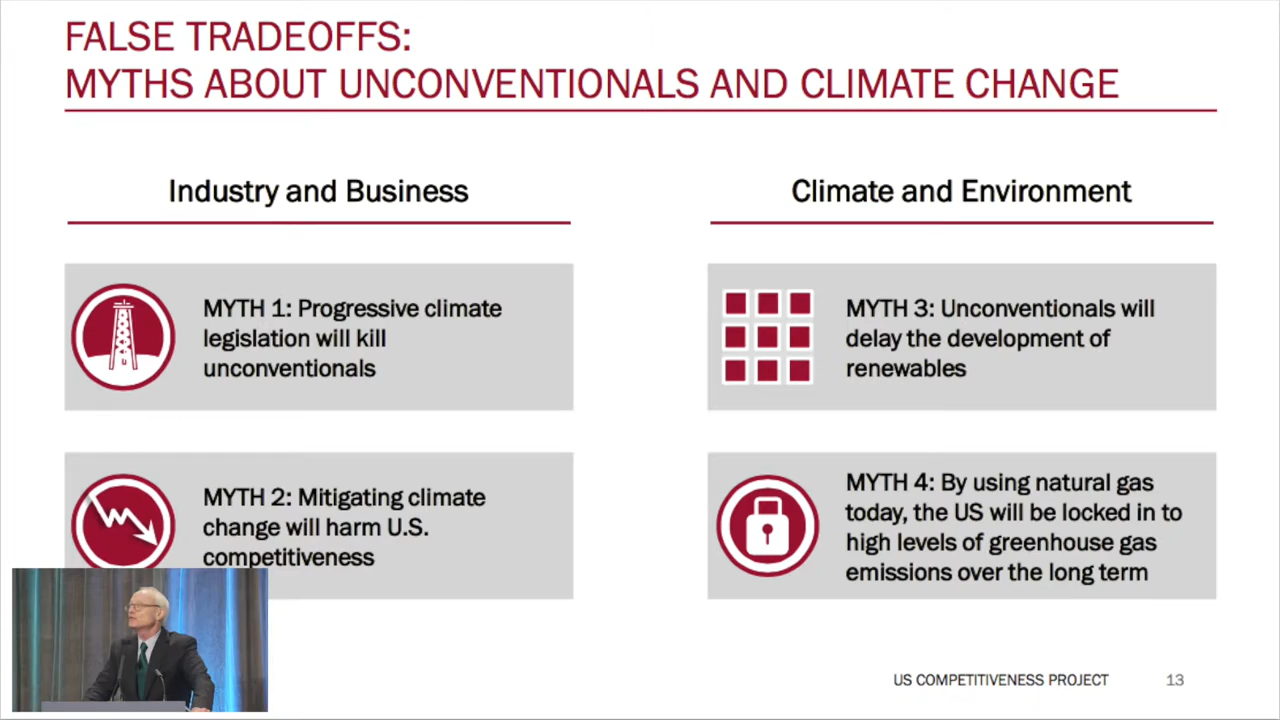 FALSE TRADEOFFS:
MYTHS ABOUT UNCONVENTIONALS AND CLIMATE CHANGE
Industry and Business
MYTH 1: Progressive climate
legislation will kill
unconventionals
MYTH 2: Mitigating climate
change will harm U.S.
competitiveness
Climate and Environment
MYTH 3: Unconventionals will
delay the development of
renewables
MYTH 4: By using natural gas
today, the US will be locked in to
high levels of greenhouse gas
emissions over the long term
US COMPETITIVENESS PROJECT 13